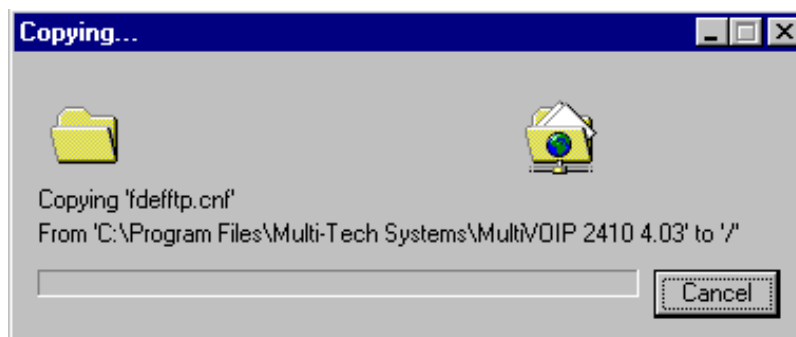 Copying...
Copying 'fdefftp.cnf'
From 'C:\Program Files\Multi-Tech Systems\MultiVOIP 2410 4.03' to '/'
Cancel